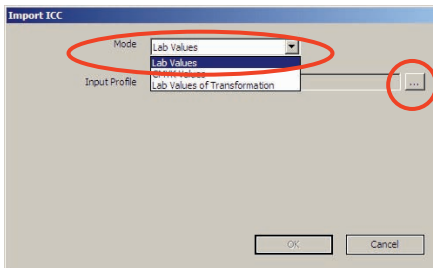 Import ICC
Mode Lab Values
Lab Values
CMYK Values
Input Profile Lab Values of Transformation ...
OK Cancel